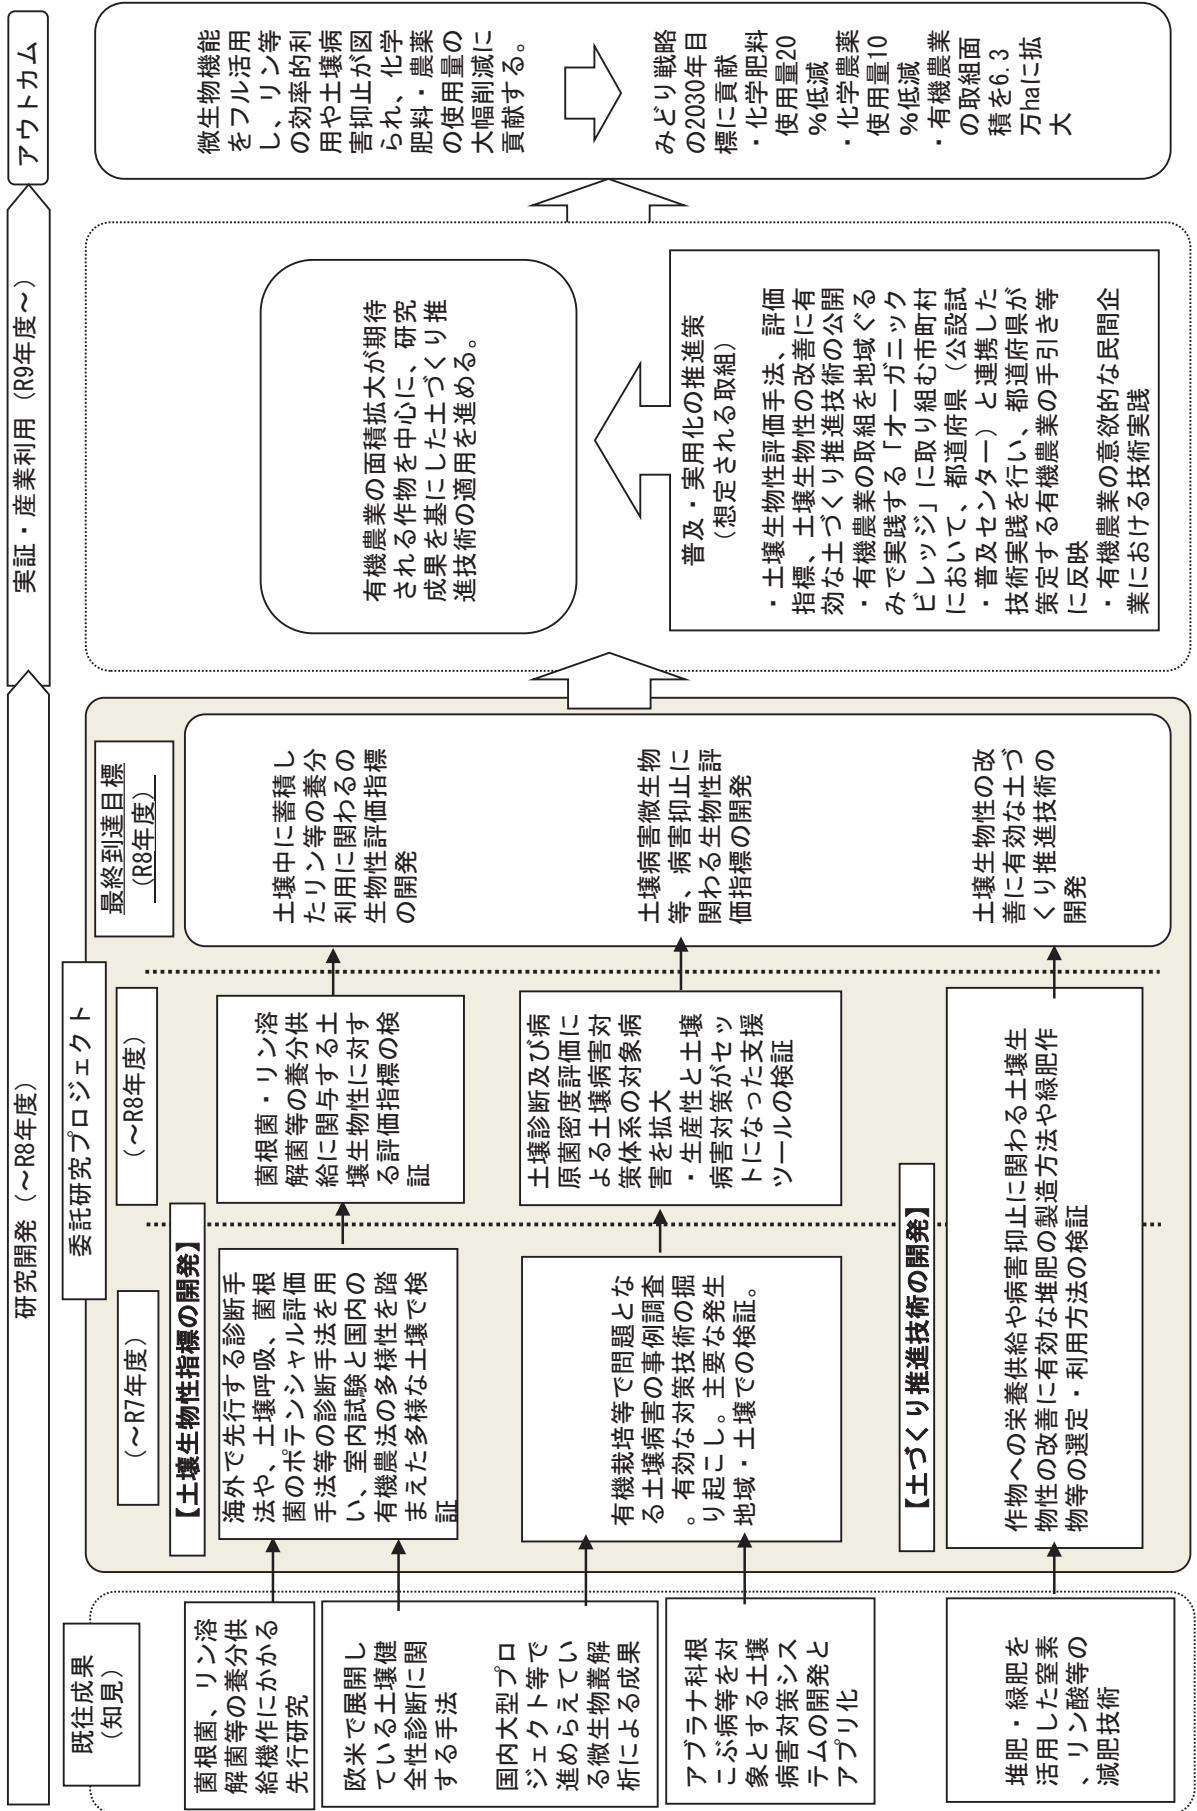 研究開発（～R8年度）
実証・産業利用（R9年度～）
アウトカム
既往成果
（知見）
菌根菌、リン溶
解菌等の養分供
給機作にかかる
先行研究
欧米で展開し
ている土壌健
全性診断に関
する手法
国内大型プロ
ジェクト等で
進めらえてい
る微生物叢解
析による成果
アブラナ科根
こぶ病等を対
象とする土壌
病害対策シス
テムの開発と
アプリ化
堆肥・緑肥を
活用した窒素
、リン酸等の
減肥技術
委託研究プロジェクト
（～R7年度）
（～R8年度）
最終到達目標
（R8年度）
【土壌生物性指標の開発】
海外で先行する診断手
法や、土壌呼吸、菌根
菌のポテンシャル評価
手法等の診断手法を用
い、室内試験と国内の
有機農法の多様性を踏
まえた多様な土壌で検
証
菌根菌・リン溶
解菌等の養分供
給に関与する土
壌生物性に対す
る評価指標の検
証
土壌中に蓄積し
たリン等の養分
利用に関わるの
生物性評価指標
の開発
有機栽培等で問題とな
る土壌病害の事例調査
。有効な対策技術の掘
り起こし。主要な発生
地域・土壌での検証。
土壌診断及び病
原菌密度評価に
よる土壌病害対
策体系の対象病
害を拡大
・生産性と土壌
病害対策がセッ
トになった支援
ツールの検証
土壌病害微生物
等、病害抑止に
関わる生物性評
価指標の開発
【土づくり推進技術の開発】
作物への栄養供給や病害抑止に関わる土壌生
物性の改善に有効な堆肥の製造方法や緑肥作
物等の選定・利用方法の検証
土壌生物性の改
善に有効な土づ
くり推進技術の
開発
有機農業の面積拡大が期待
される作物を中心に、研究
成果を基にした土づくり推
進技術の適用を進める。
普及・実用化の推進策
（想定される取組）
・土壌生物性評価手法、評価
指標、土壌生物性の改善に有
効な土づくり推進技術の公開
・有機農業の取組を地域ぐる
みで実践する「オーガニック
ビレッジ」に取り組む市町村
において、都道府県（公設試
・普及センター）と連携した
技術実践を行い、都道府県が
策定する有機農業の手引き等
に反映
・有機農業の意欲的な民間企
業における技術実践
微生物機能
をフル活用
し、リン等
の効率的利
用や土壌病
害抑止が図
られ、化学
肥料・農薬
の使用量の
大幅削減に
貢献する。
みどり戦略
の2030年目
標に貢献
・化学肥料
使用量20
%低減
・化学農薬
使用量10
%低減
・有機農業
の取組面
積を6.3
万haに拡
大